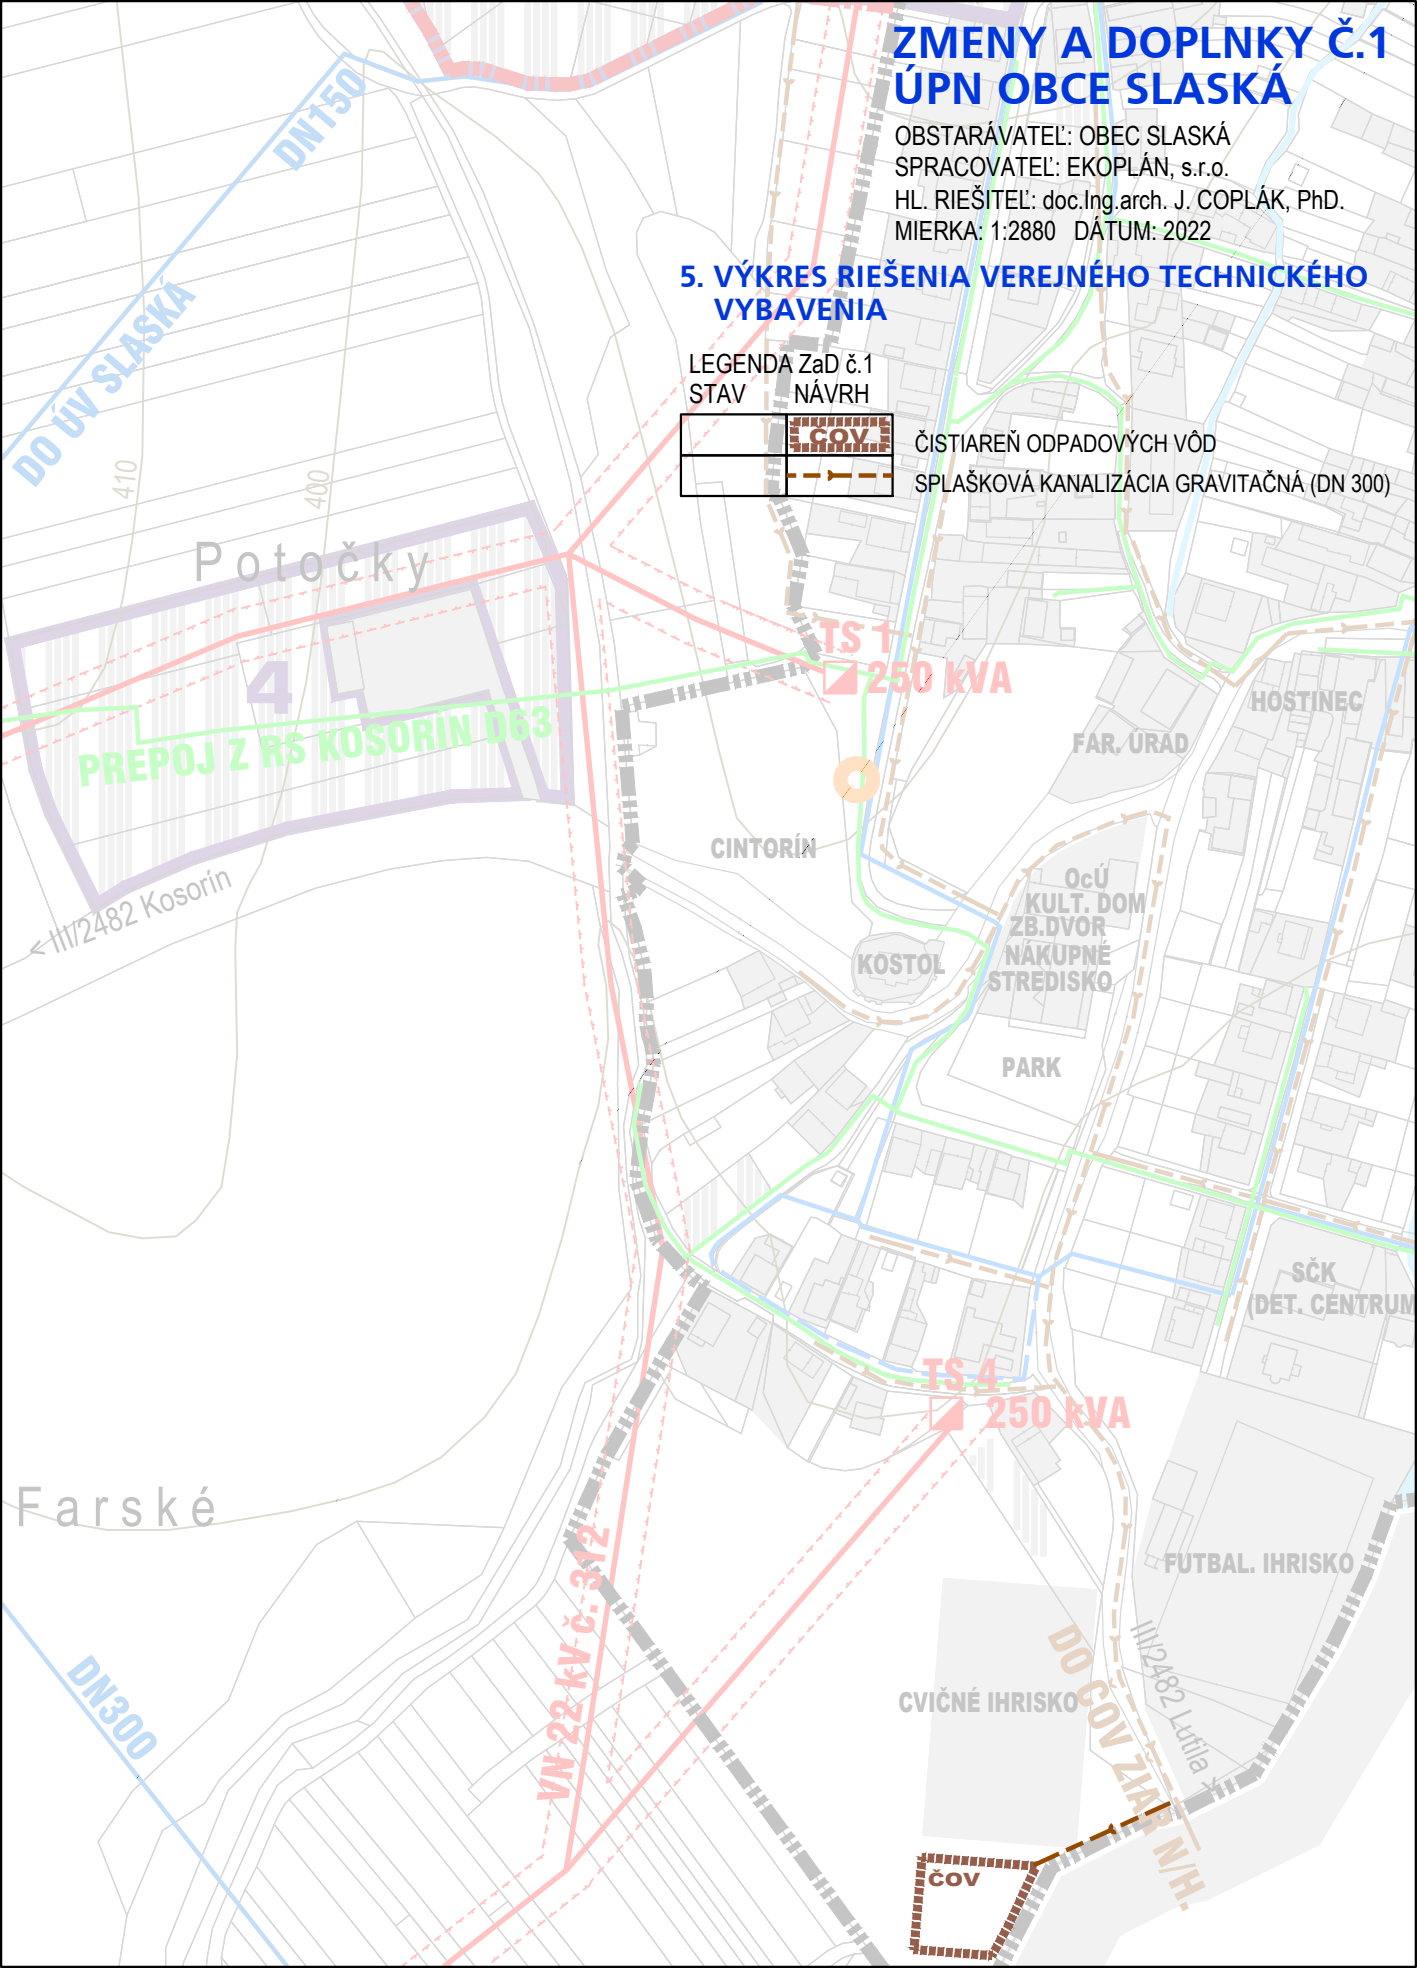 ZMENY A DOPLNKY Č.1
ÚPN OBCE SLASKÁ
OBSTARÁVATEĽ: OBEC SLASKÁ
SPRACOVATEĽ: EKOPLÁN, s.r.o.
HL. RIEŠITEĽ: doc.Ing.arch. J. COPLÁK, PhD.
MIERKA: 1:2880 DÁTUM: 2022
5. VÝKRES RIEŠENIA VEREJNÉHO TECHNICKÉHO
VYBAVENIA
LEGENDA ZaD č.1
STAV NÁVRH
ČOV
ČISTIAREŇ ODPADOVÝCH VÔD
SPLAŠKOVÁ KANALIZÁCIA GRAVITAČNÁ (DN 300)
DN150
DO ÚV SLASKÁ
410
400
Potočky
4
PREPOJ Z RS KOSORÍN D63
< III/2482 Kosorín
TS 1
250 kVA
HOSTINEC
FAR. ÚRAD
CINTORÍN
OcÚ
KULT. DOM
ZB.DVOR
NÁKUPNÉ
STREDISKO
KOSTOL
PARK
SČK
(DET. CENTRUM
TS 4
250 kVA
Farské
VN 22 kV č. 312
FUTBAL. IHRISKO
DN300
CVIČNÉ IHRISKO
DO ČOV ŽIAR N/H.
III/2482 Lutila >
ČOV